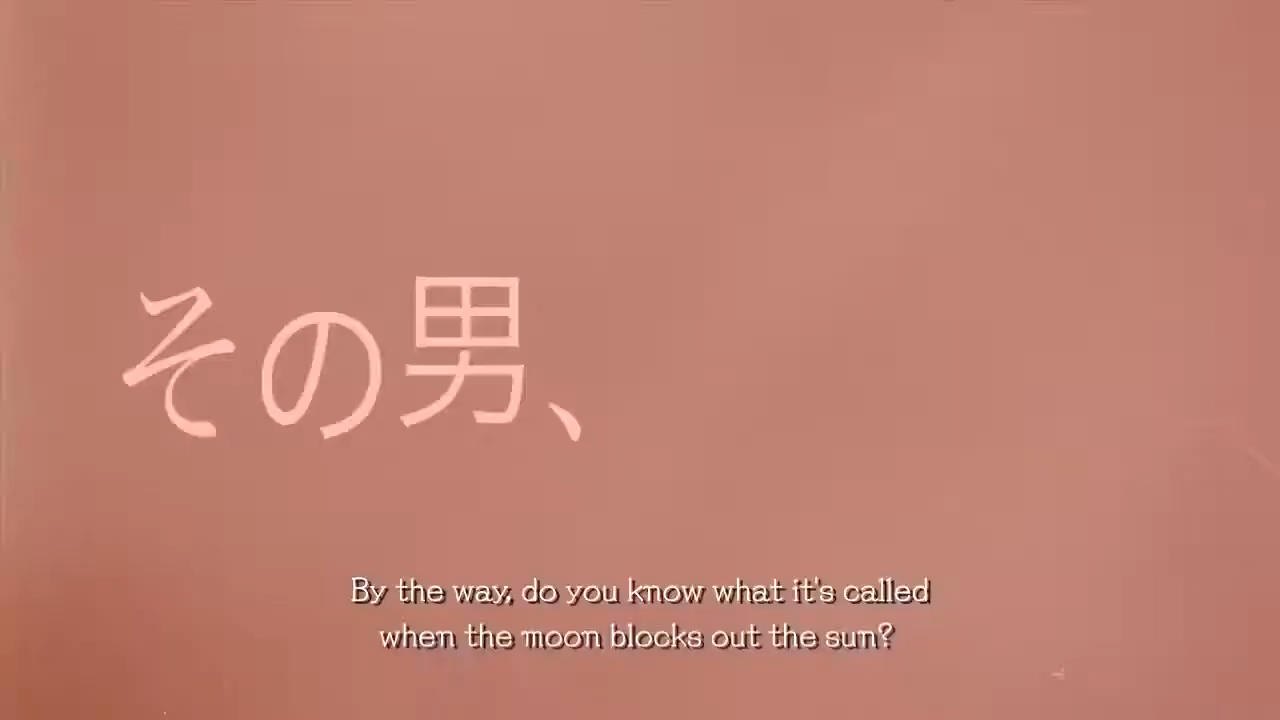 その男、
By the way, do you know what it's called
when the moon blocks out the sun?